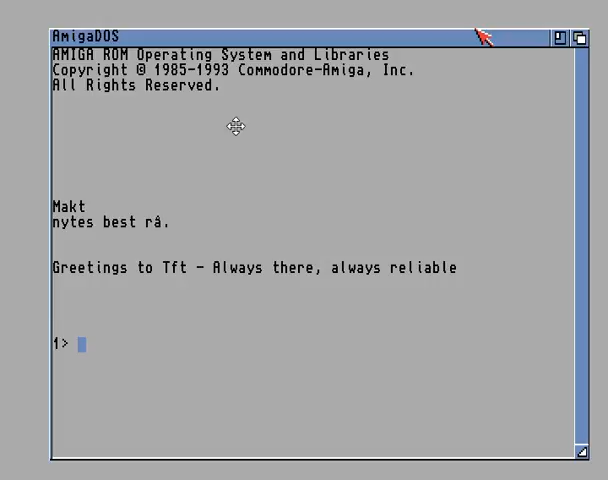 AmigaDOS
AMIGA ROM Operating System and Libraries
Copyright © 1985-1993 Commodore-Amiga, Inc.
All Rights Reserved.
Makt
nytes best râ.
Greetings to Tft - Always there, always reliable
1>